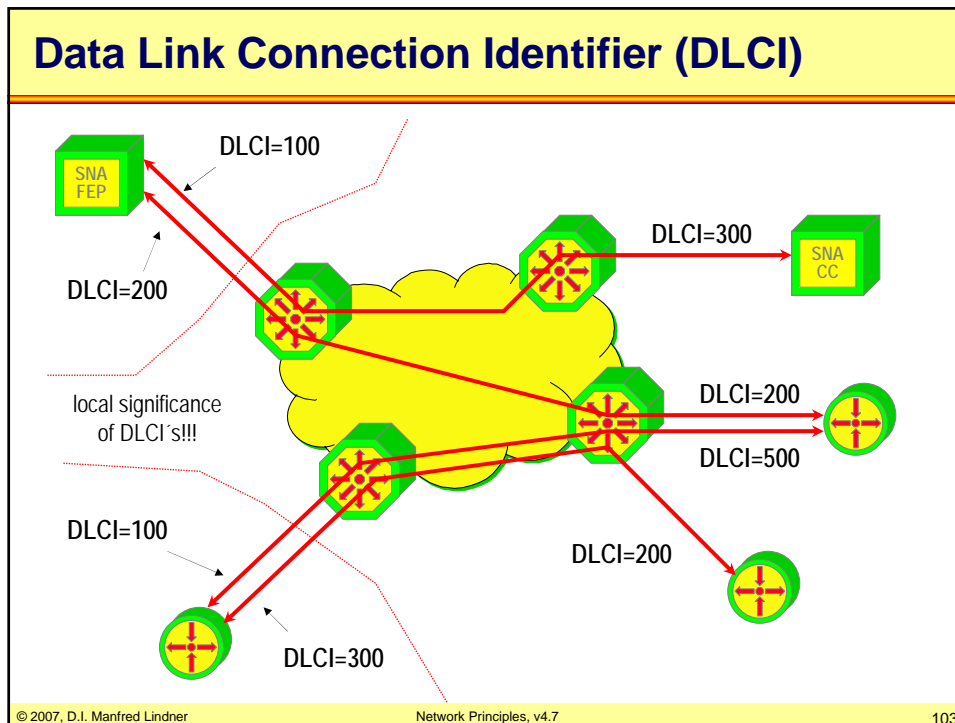 Data Link Connection Identifier (DLCI)
DLCI=100
SNA
FEP
DLCI=300
SNA
CC
DLCI=200
local significance
of DLCI´s!!!
DLCI=200
DLCI=500
DLCI=100
DLCI=200
DLCI=300
© 2007, D.I. Manfred Lindner
Network Principles, v4.7
103